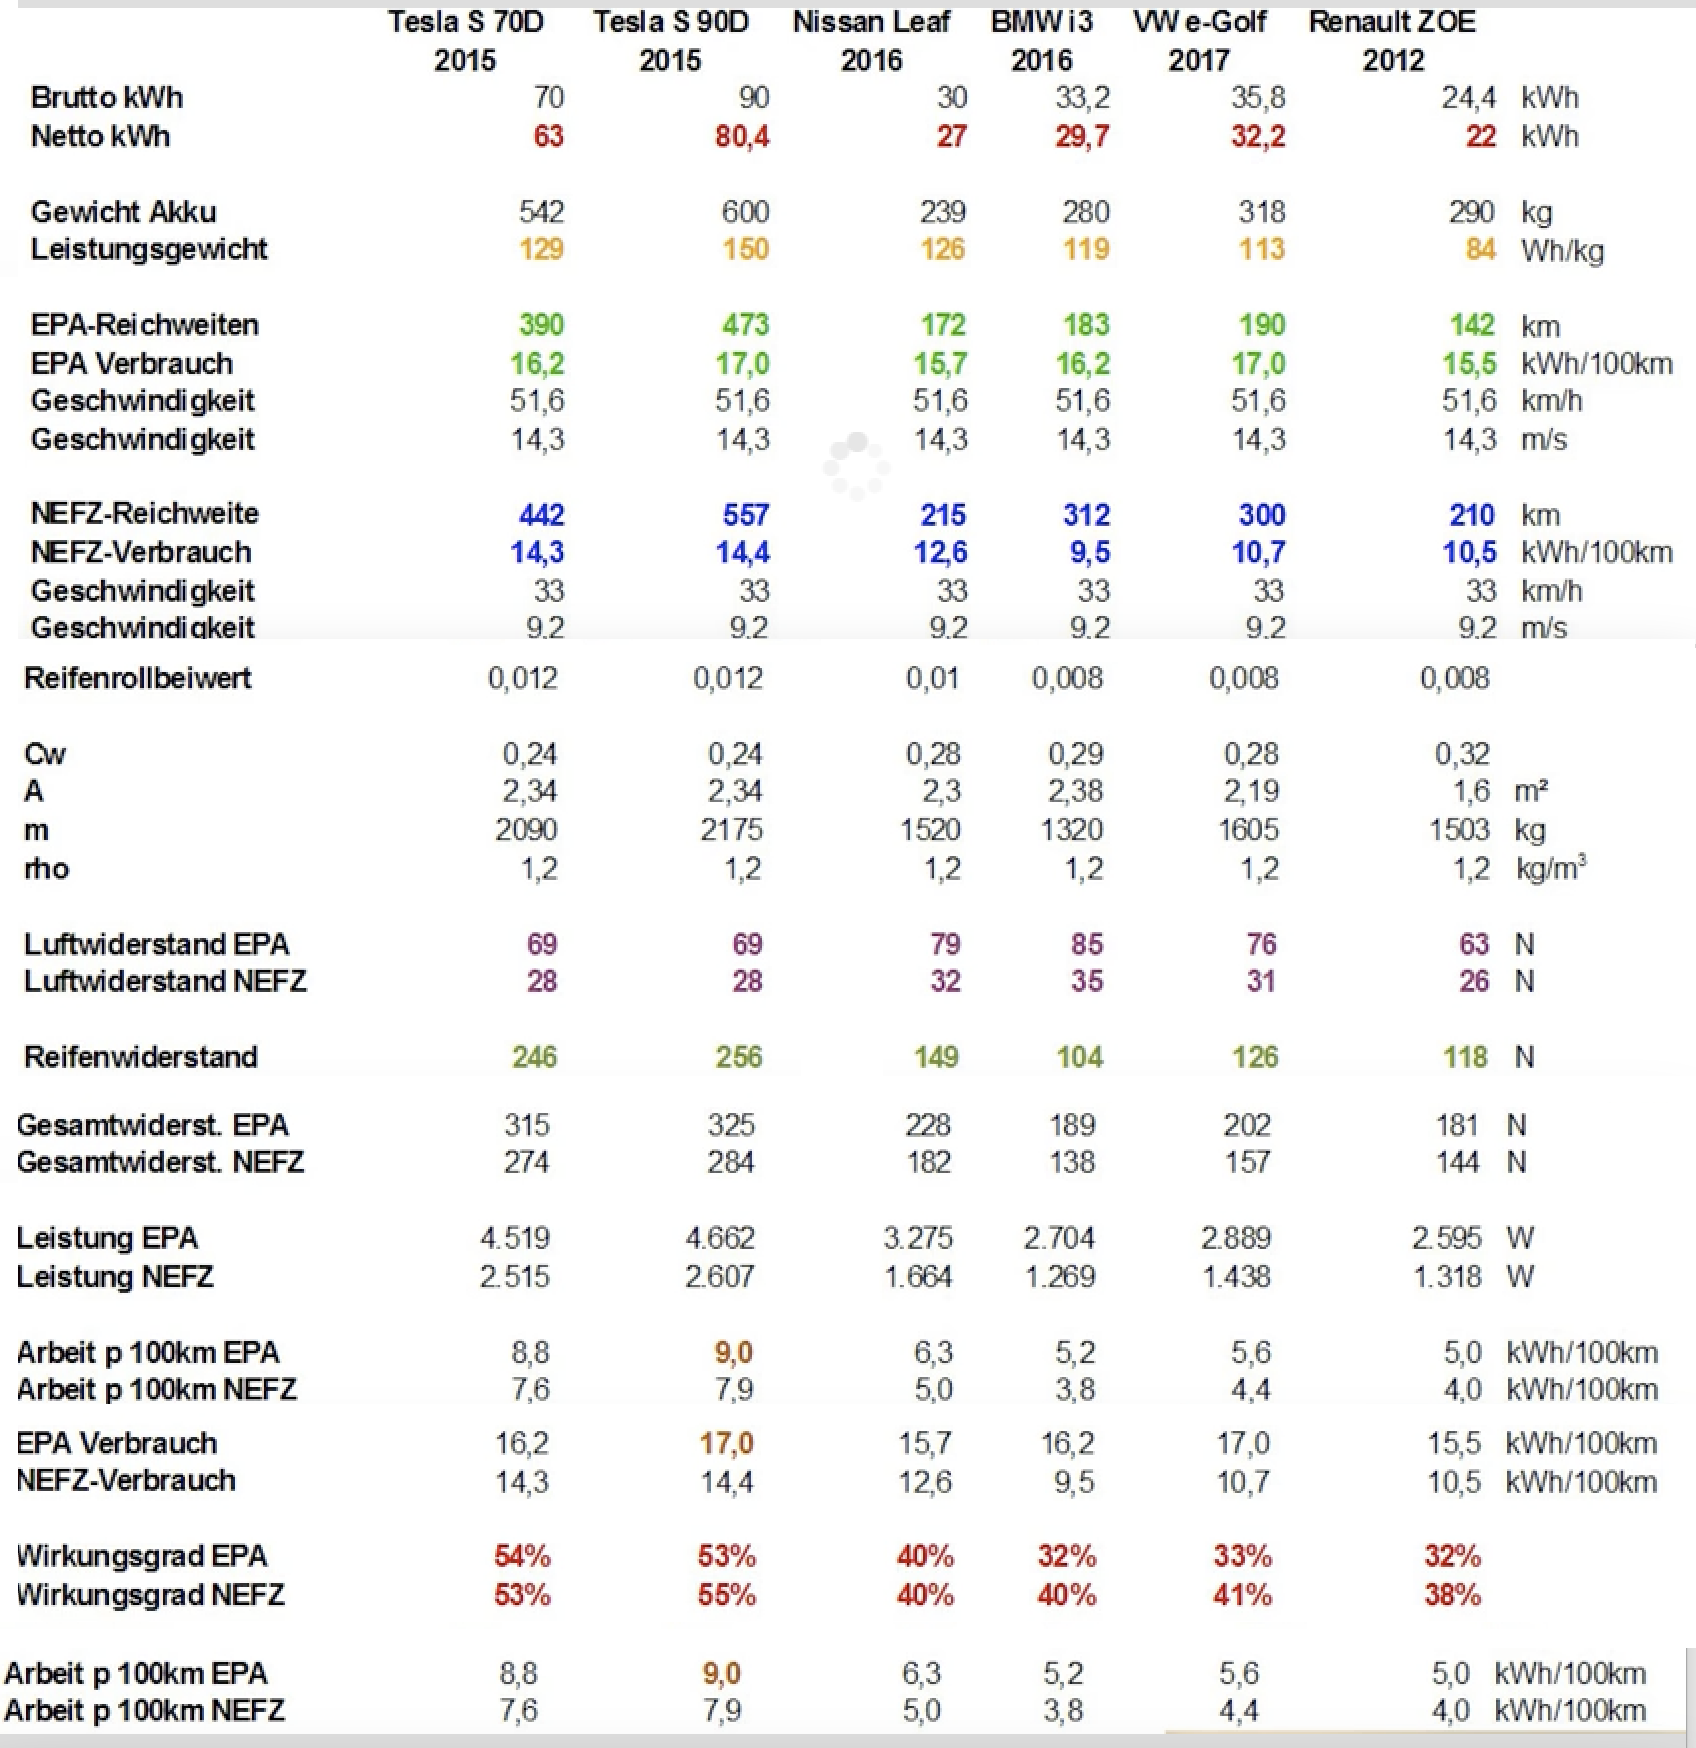 Tesla S 70D Tesla S 90D Nissan Leaf BMW i3 VW e-Golf Renault ZOE
2015 2015 2016 2016 2017 2012
Brutto kWh 70 90 30 33,2 35,8 24,4 kWh
Netto kWh 63 80,4 27 29,7 32,2 22 kWh
Gewicht Akku 542 600 239 280 318 290 kg
Leistungsgewicht 129 150 126 119 113 84 Wh/kg
EPA-Reichweiten 390 473 172 183 190 142 km
EPA Verbrauch 16,2 17,0 15,7 16,2 17,0 15,5 kWh/100km
Geschwindigkeit 51,6 51,6 51,6 51,6 51,6 51,6 km/h
Geschwindigkeit 14,3 14,3 14,3 14,3 14,3 14,3 m/s
NEFZ-Reichweite 442 557 215 312 300 210 km
NEFZ-Verbrauch 14,3 14,4 12,6 9,5 10,7 10,5 kWh/100km
Geschwindigkeit 33 33 33 33 33 33 km/h
Geschwindigkeit 9,2 9,2 9,2 9,2 9,2 9,2 m/s
Reifenrollbeiwert 0,012 0,012 0,01 0,008 0,008 0,008
Cw 0,24 0,24 0,28 0,29 0,28 0,32
A 2,34 2,34 2,3 2,38 2,19 1,6 m²
m 2090 2175 1520 1320 1605 1503 kg
rho 1,2 1,2 1,2 1,2 1,2 1,2 kg/m³
Luftwiderstand EPA 69 69 79 85 76 63 N
Luftwiderstand NEFZ 28 28 32 35 31 26 N
Reifenwiderstand 246 256 149 104 126 118 N
Gesamtwiderst. EPA 315 325 228 189 202 181 N
Gesamtwiderst. NEFZ 274 284 182 138 157 144 N
Leistung EPA 4.519 4.662 3.275 2.704 2.889 2.595 W
Leistung NEFZ 2.515 2.607 1.664 1.269 1.438 1.318 W
Arbeit p 100km EPA 8,8 9,0 6,3 5,2 5,6 5,0 kWh/100km
Arbeit p 100km NEFZ 7,6 7,9 5,0 3,8 4,4 4,0 kWh/100km
EPA Verbrauch 16,2 17,0 15,7 16,2 17,0 15,5 kWh/100km
NEFZ-Verbrauch 14,3 14,4 12,6 9,5 10,7 10,5 kWh/100km
Wirkungsgrad EPA 54% 53% 40% 32% 33% 32%
Wirkungsgrad NEFZ 53% 55% 40% 40% 41% 38%
Arbeit p 100km EPA 8,8 9,0 6,3 5,2 5,6 5,0 kWh/100km
Arbeit p 100km NEFZ 7,6 7,9 5,0 3,8 4,4 4,0 kWh/100km